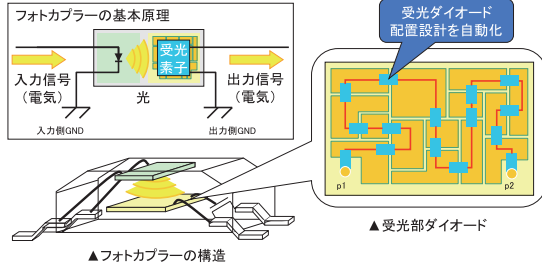 フォトカプラーの基本原理
入力信号
(電気)
受光
素子
光
出力信号
(電気)
入力側GND
出力側GND
受光ダイオード
配置設計を自動化
p1
p2
▲受光部ダイオード
▲フォトカプラーの構造